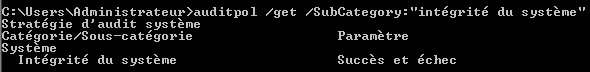 C:\Users\Administrateur>auditpol /get /SubCategory:"intégrité du système"
Stratégie d'audit système
Catégorie/Sous-catégorie Paramètre
Système
Intégrité du système Succès et échec